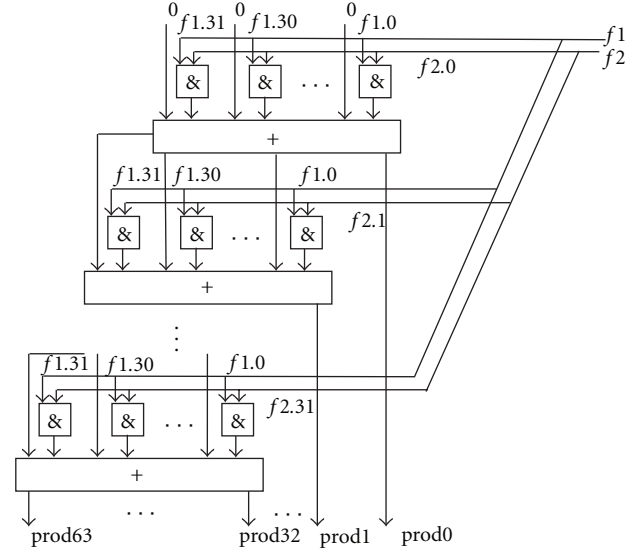 0 0 0
f1.31 f1.30 f1.0 f1
f2
f2.0
& & ... &
+
f1.31 f1.30 f1.0
f2.1
& & ... &
+
...
f1.31 f1.30 f1.0
f2.31
& & ... &
+
... ...
prod63 prod32 prod1 prod0